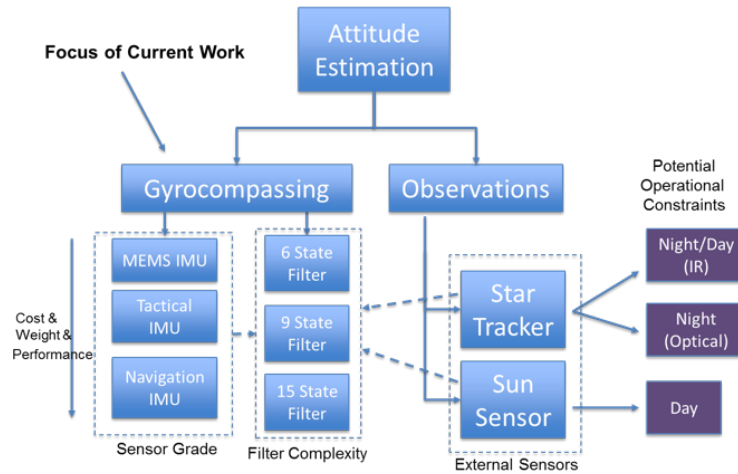 Attitude
Estimation
Focus of Current Work
Gyrocompassing
Observations
Potential
Operational
Constraints
MEMS IMU
Tactical
IMU
Navigation
IMU
Cost &
Weight &
Performance
Sensor Grade
6 State
Filter
9 State
Filter
15 State
Filter
Filter Complexity
Star
Tracker
Sun
Sensor
External Sensors
Night/Day
(IR)
Night
(Optical)
Day